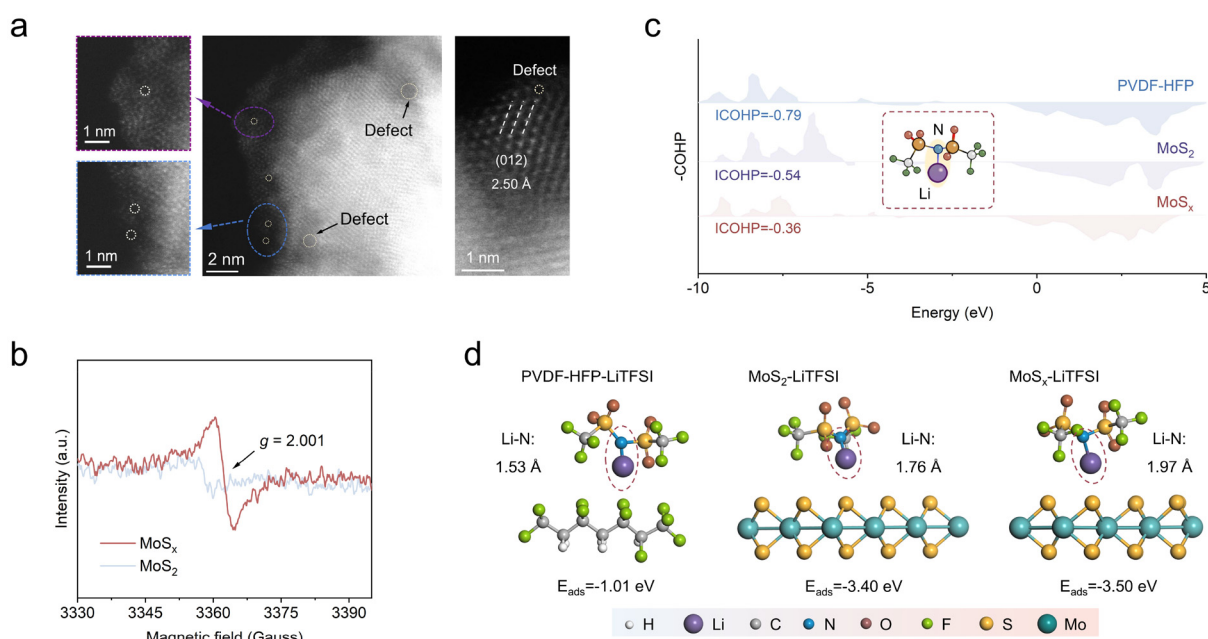 a
1 nm
1 nm
Defect
Defect
2 nm
Defect
(012)
2.50 Å
1 nm
b
Intensity (a.u.)
g = 2.001
MoSx
MoS2
3330 3345 3360 3375 3390
Magnetic field (Gauss)
c
-COHP
PVDF-HFP
ICOHP=-0.79
MoS2
ICOHP=-0.54
MoSx
ICOHP=-0.36
N
Li
-10 -5 0 5
Energy (eV)
d
PVDF-HFP-LiTFSI
Li-N:
1.53 Å
Eads=-1.01 eV
MoS2-LiTFSI
Li-N:
1.76 Å
Eads=-3.40 eV
MoSx-LiTFSI
Li-N:
1.97 Å
Eads=-3.50 eV
H Li C N O F S Mo